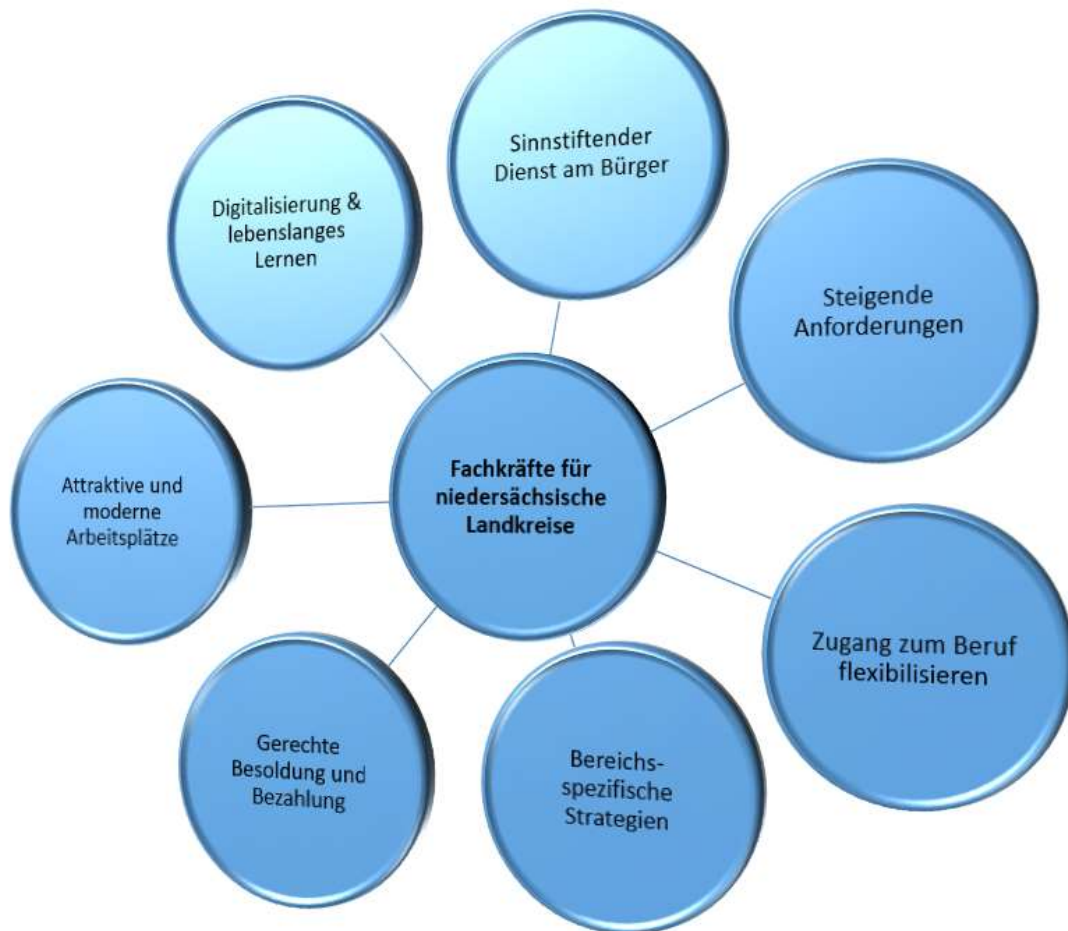 Sinnstiftender
Dienst am Bürger
Steigende
Anforderungen
Zugang zum Beruf
flexibilisieren
Bereichs-
spezifische
Strategien
Gerechte
Besoldung und
Bezahlung
Attraktive und
moderne
Arbeitsplätze
Digitalisierung &
lebenslanges
Lernen
Fachkräfte für
niedersächsische
Landkreise